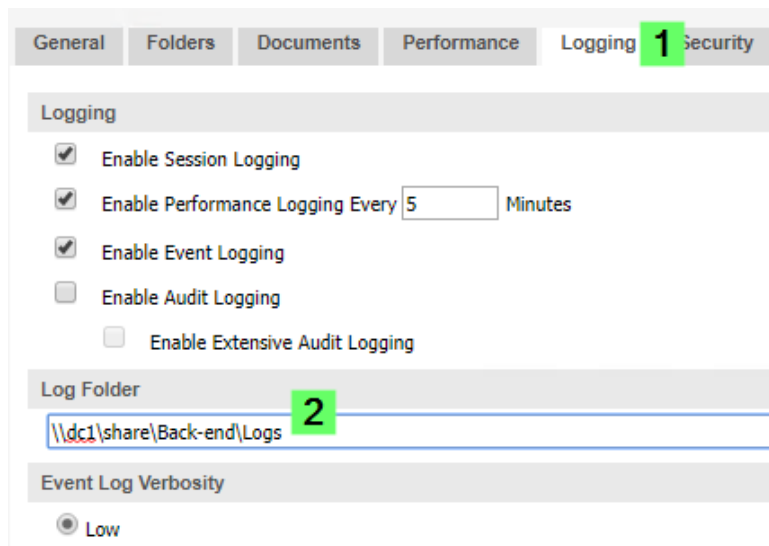 General Folders Documents Performance Logging 1 Security
Logging
Enable Session Logging
Enable Performance Logging Every 5 Minutes
Enable Event Logging
Enable Audit Logging
Enable Extensive Audit Logging
Log Folder
2
\\dc1\share\Back-end\Logs
Event Log Verbosity
Low